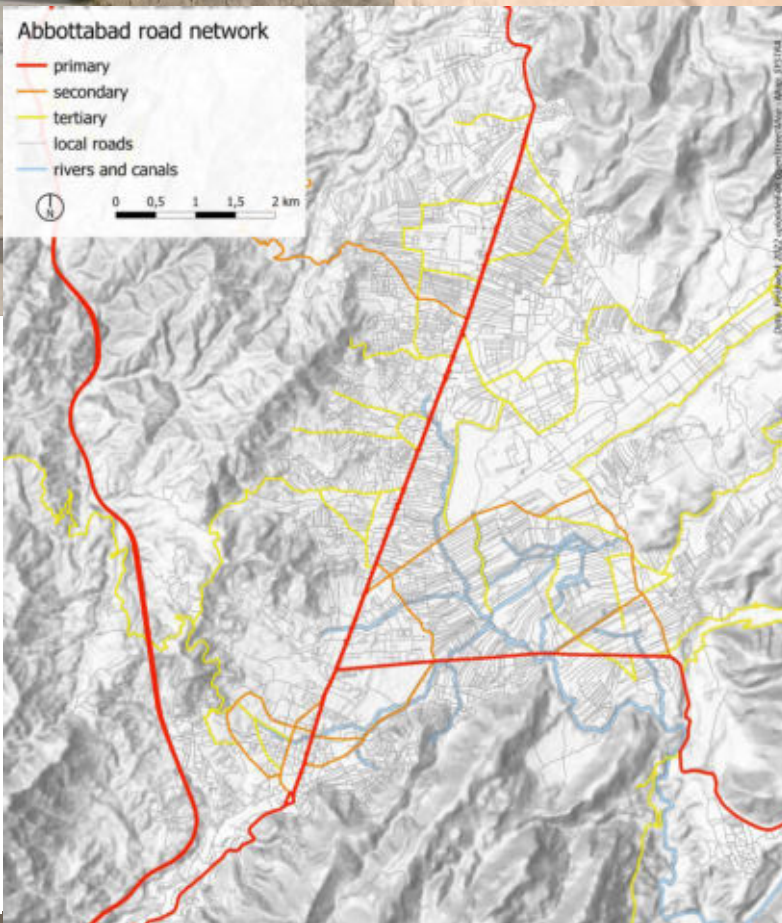 Abbottabad road network
primary
secondary
tertiary
local roads
rivers and canals
N
0 0,5 1 1,5 2 km